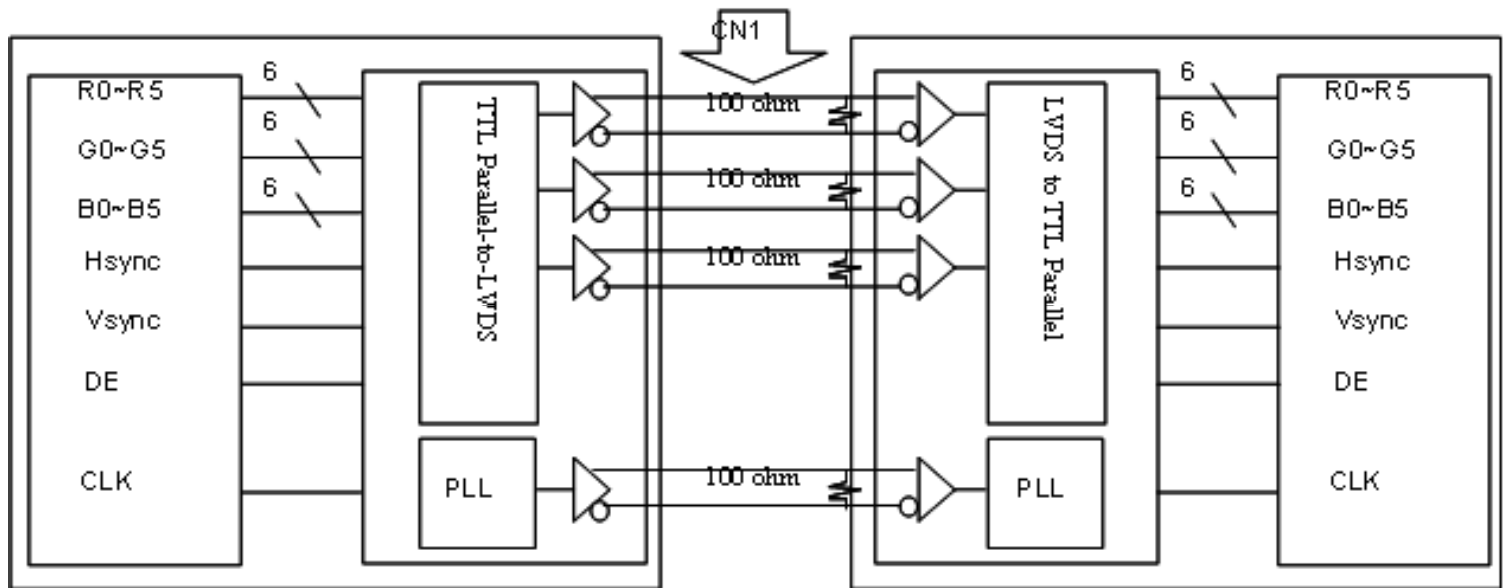 CN1
R0~R5
6
100 ohm
6
R0~R5
G0~G5
6
100 ohm
6
G0~G5
B0~B5
6
100 ohm
6
B0~B5
Hsync
Hsync
Vsync
Vsync
DE
DE
TTL Parallel-to-LVDS
LVDS to TTL Parallel
CLK
PLL
100 ohm
PLL
CLK